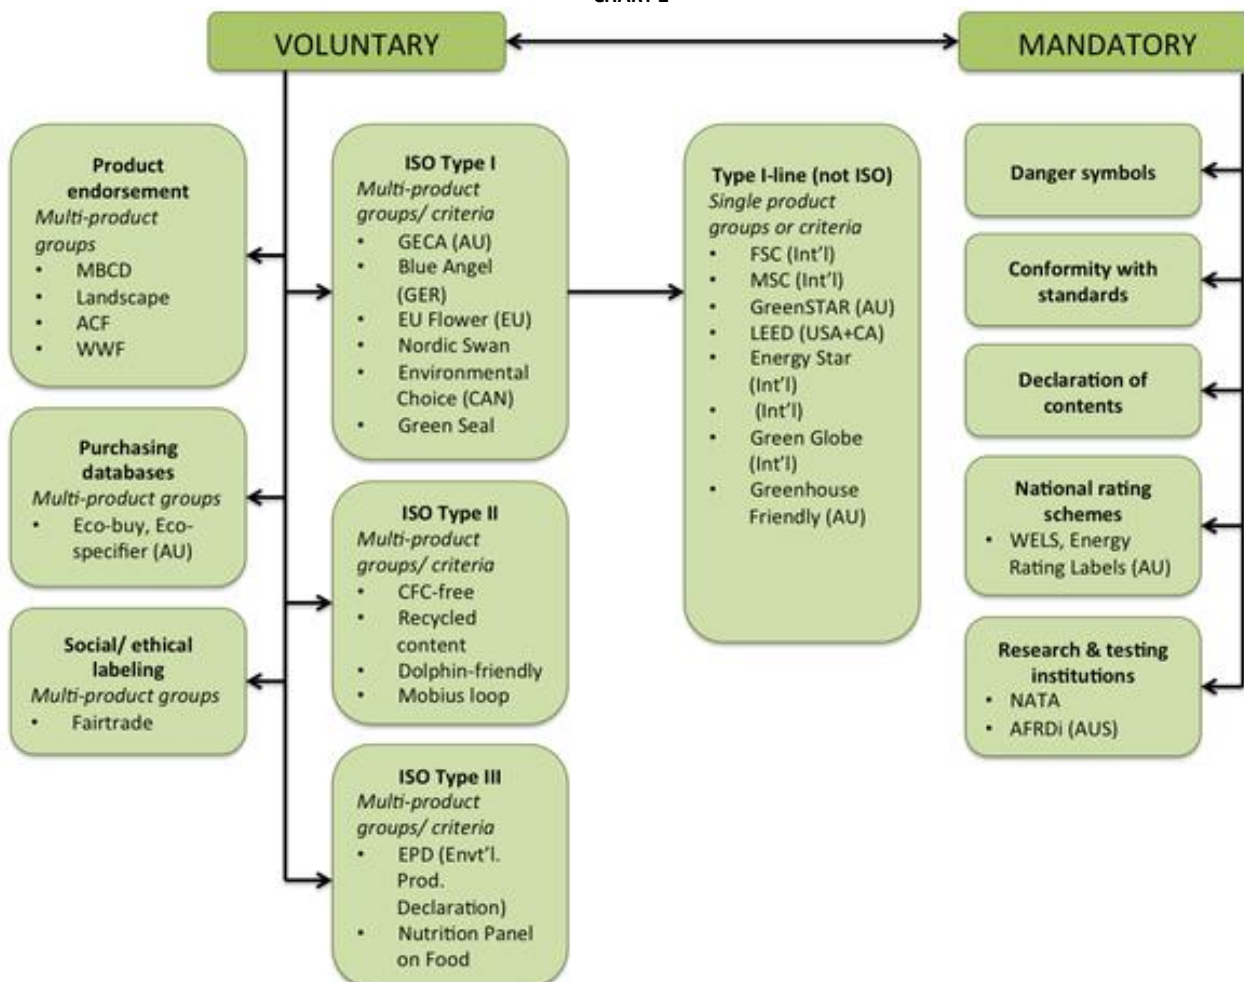 VOLUNTARY
MANDATORY
Product
endorsement
Multi-product
groups
• MBCD
• Landscape
• ACF
• WWF
Purchasing
databases
Multi-product groups
• Eco-buy, Eco-
specifier (AU)
Social/ ethical
labeling
Multi-product groups
• Fairtrade
ISO Type I
Multi-product
groups/ criteria
• GECA (AU)
• Blue Angel
(GER)
• EU Flower (EU)
• Nordic Swan
• Environmental
Choice (CAN)
• Green Seal
ISO Type II
Multi-product
groups/ criteria
• CFC-free
• Recycled
content
• Dolphin-friendly
• Mobius loop
ISO Type III
Multi-product
groups/ criteria
• EPD (Envt'l.
Prod.
Declaration)
• Nutrition Panel
on Food
Type I-line (not ISO)
Single product
groups or criteria
• FSC (Int'l)
• MSC (Int'l)
• GreenSTAR (AU)
• LEED (USA+CA)
• Energy Star
(Int'l)
• (Int'l)
• Green Globe
(Int'l)
• Greenhouse
Friendly (AU)
Danger symbols
Conformity with
standards
Declaration of
contents
National rating
schemes
• WELS, Energy
Rating Labels (AU)
Research & testing
institutions
• NATA
• AFRDi (AUS)